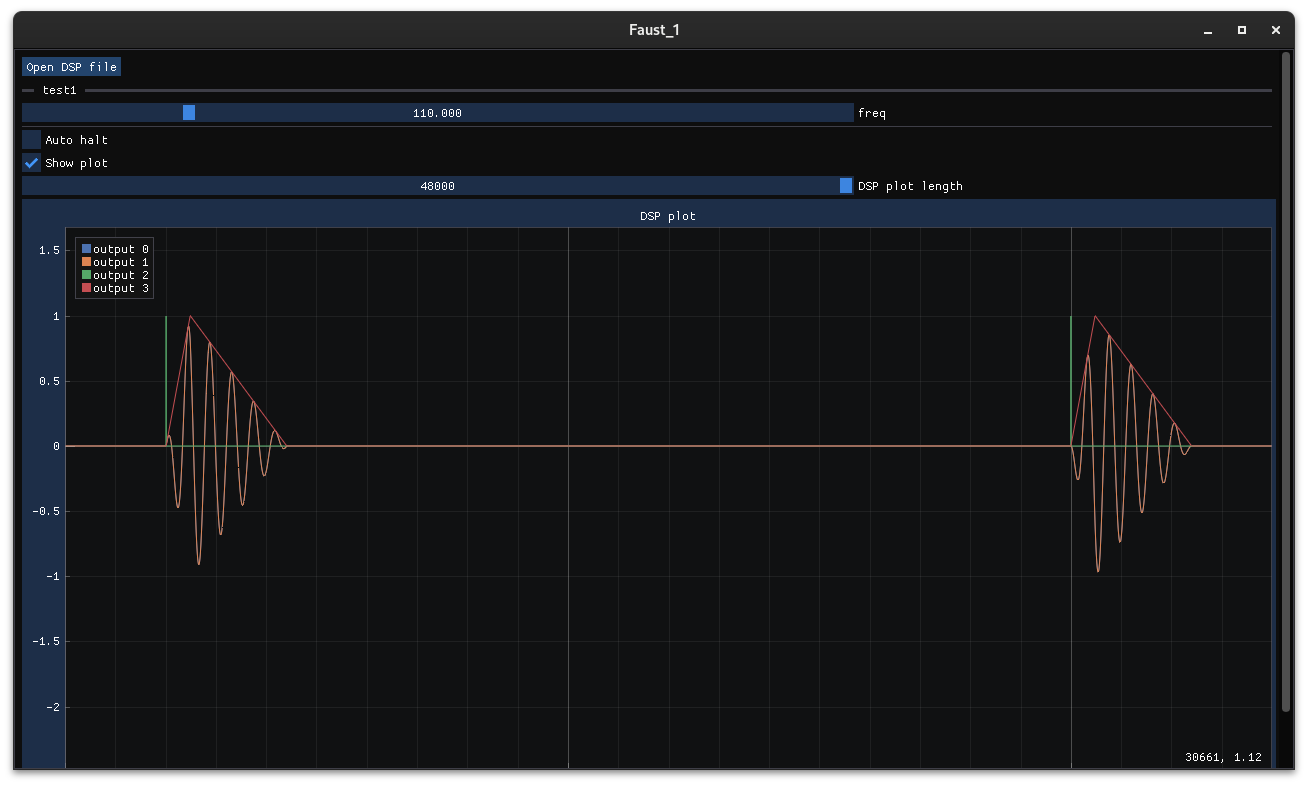 Faust_1
Open DSP file
test1
110.000 freq
Auto halt
Show plot
48000 DSP plot length
DSP plot
output 0
output 1
output 2
output 3
1.5
1
0.5
0
-0.5
-1
-1.5
-2
30661, 1.12